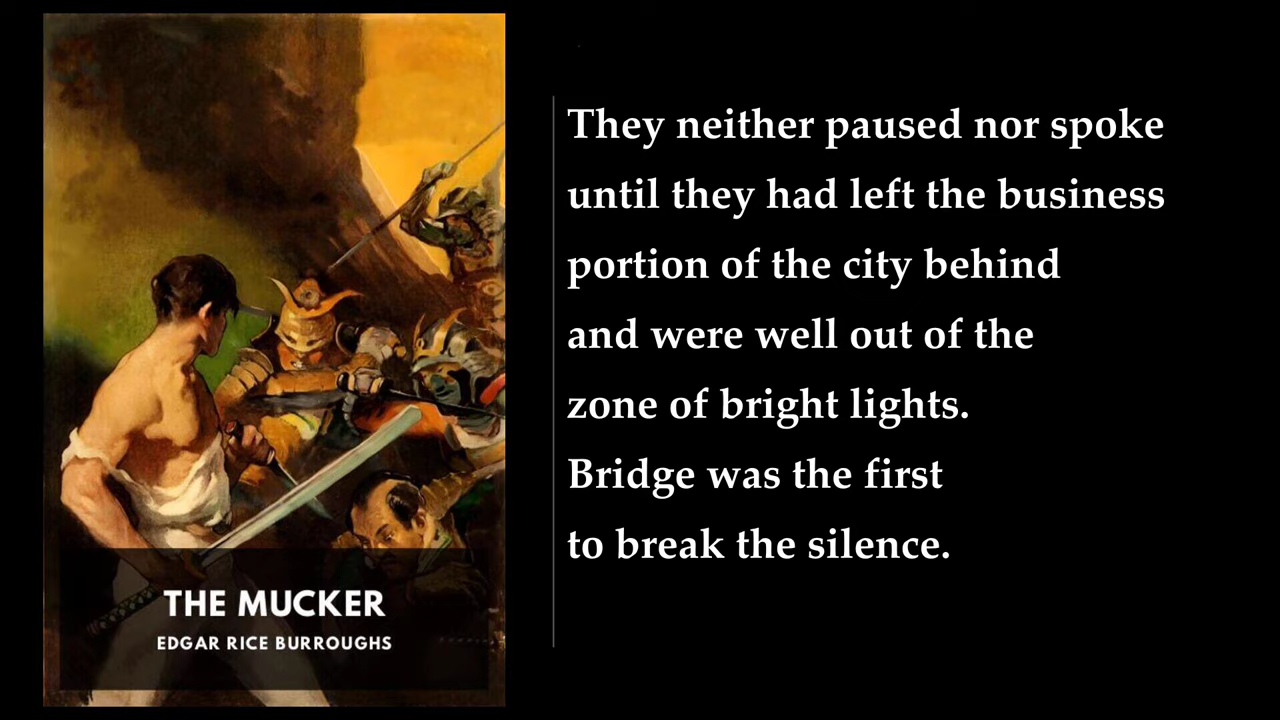 THE MUCKER
EDGAR RICE BURROUGHS
They neither paused nor spoke
until they had left the business
portion of the city behind
and were well out of the
zone of bright lights.
Bridge was the first
to break the silence.